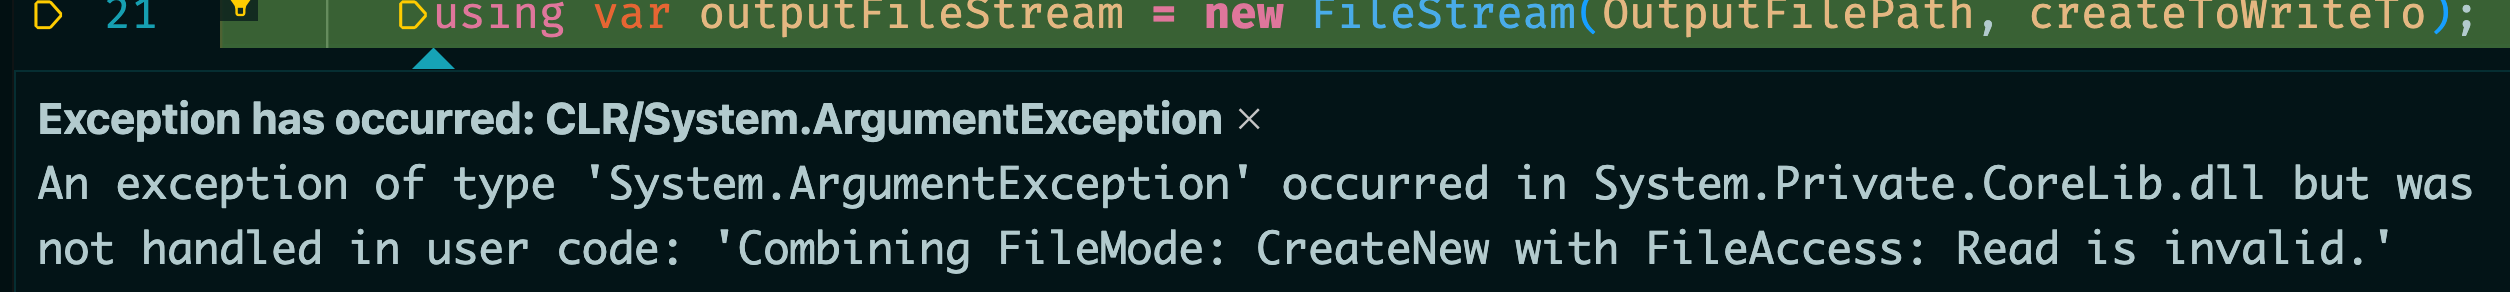 21 using var outputFileStream = new FileStream(OutputFilePath, createToWriteTo);
Exception has occurred: CLR/System.ArgumentException ×
An exception of type 'System.ArgumentException' occurred in System.Private.CoreLib.dll but was
not handled in user code: 'Combining FileMode: CreateNew with FileAccess: Read is invalid.'